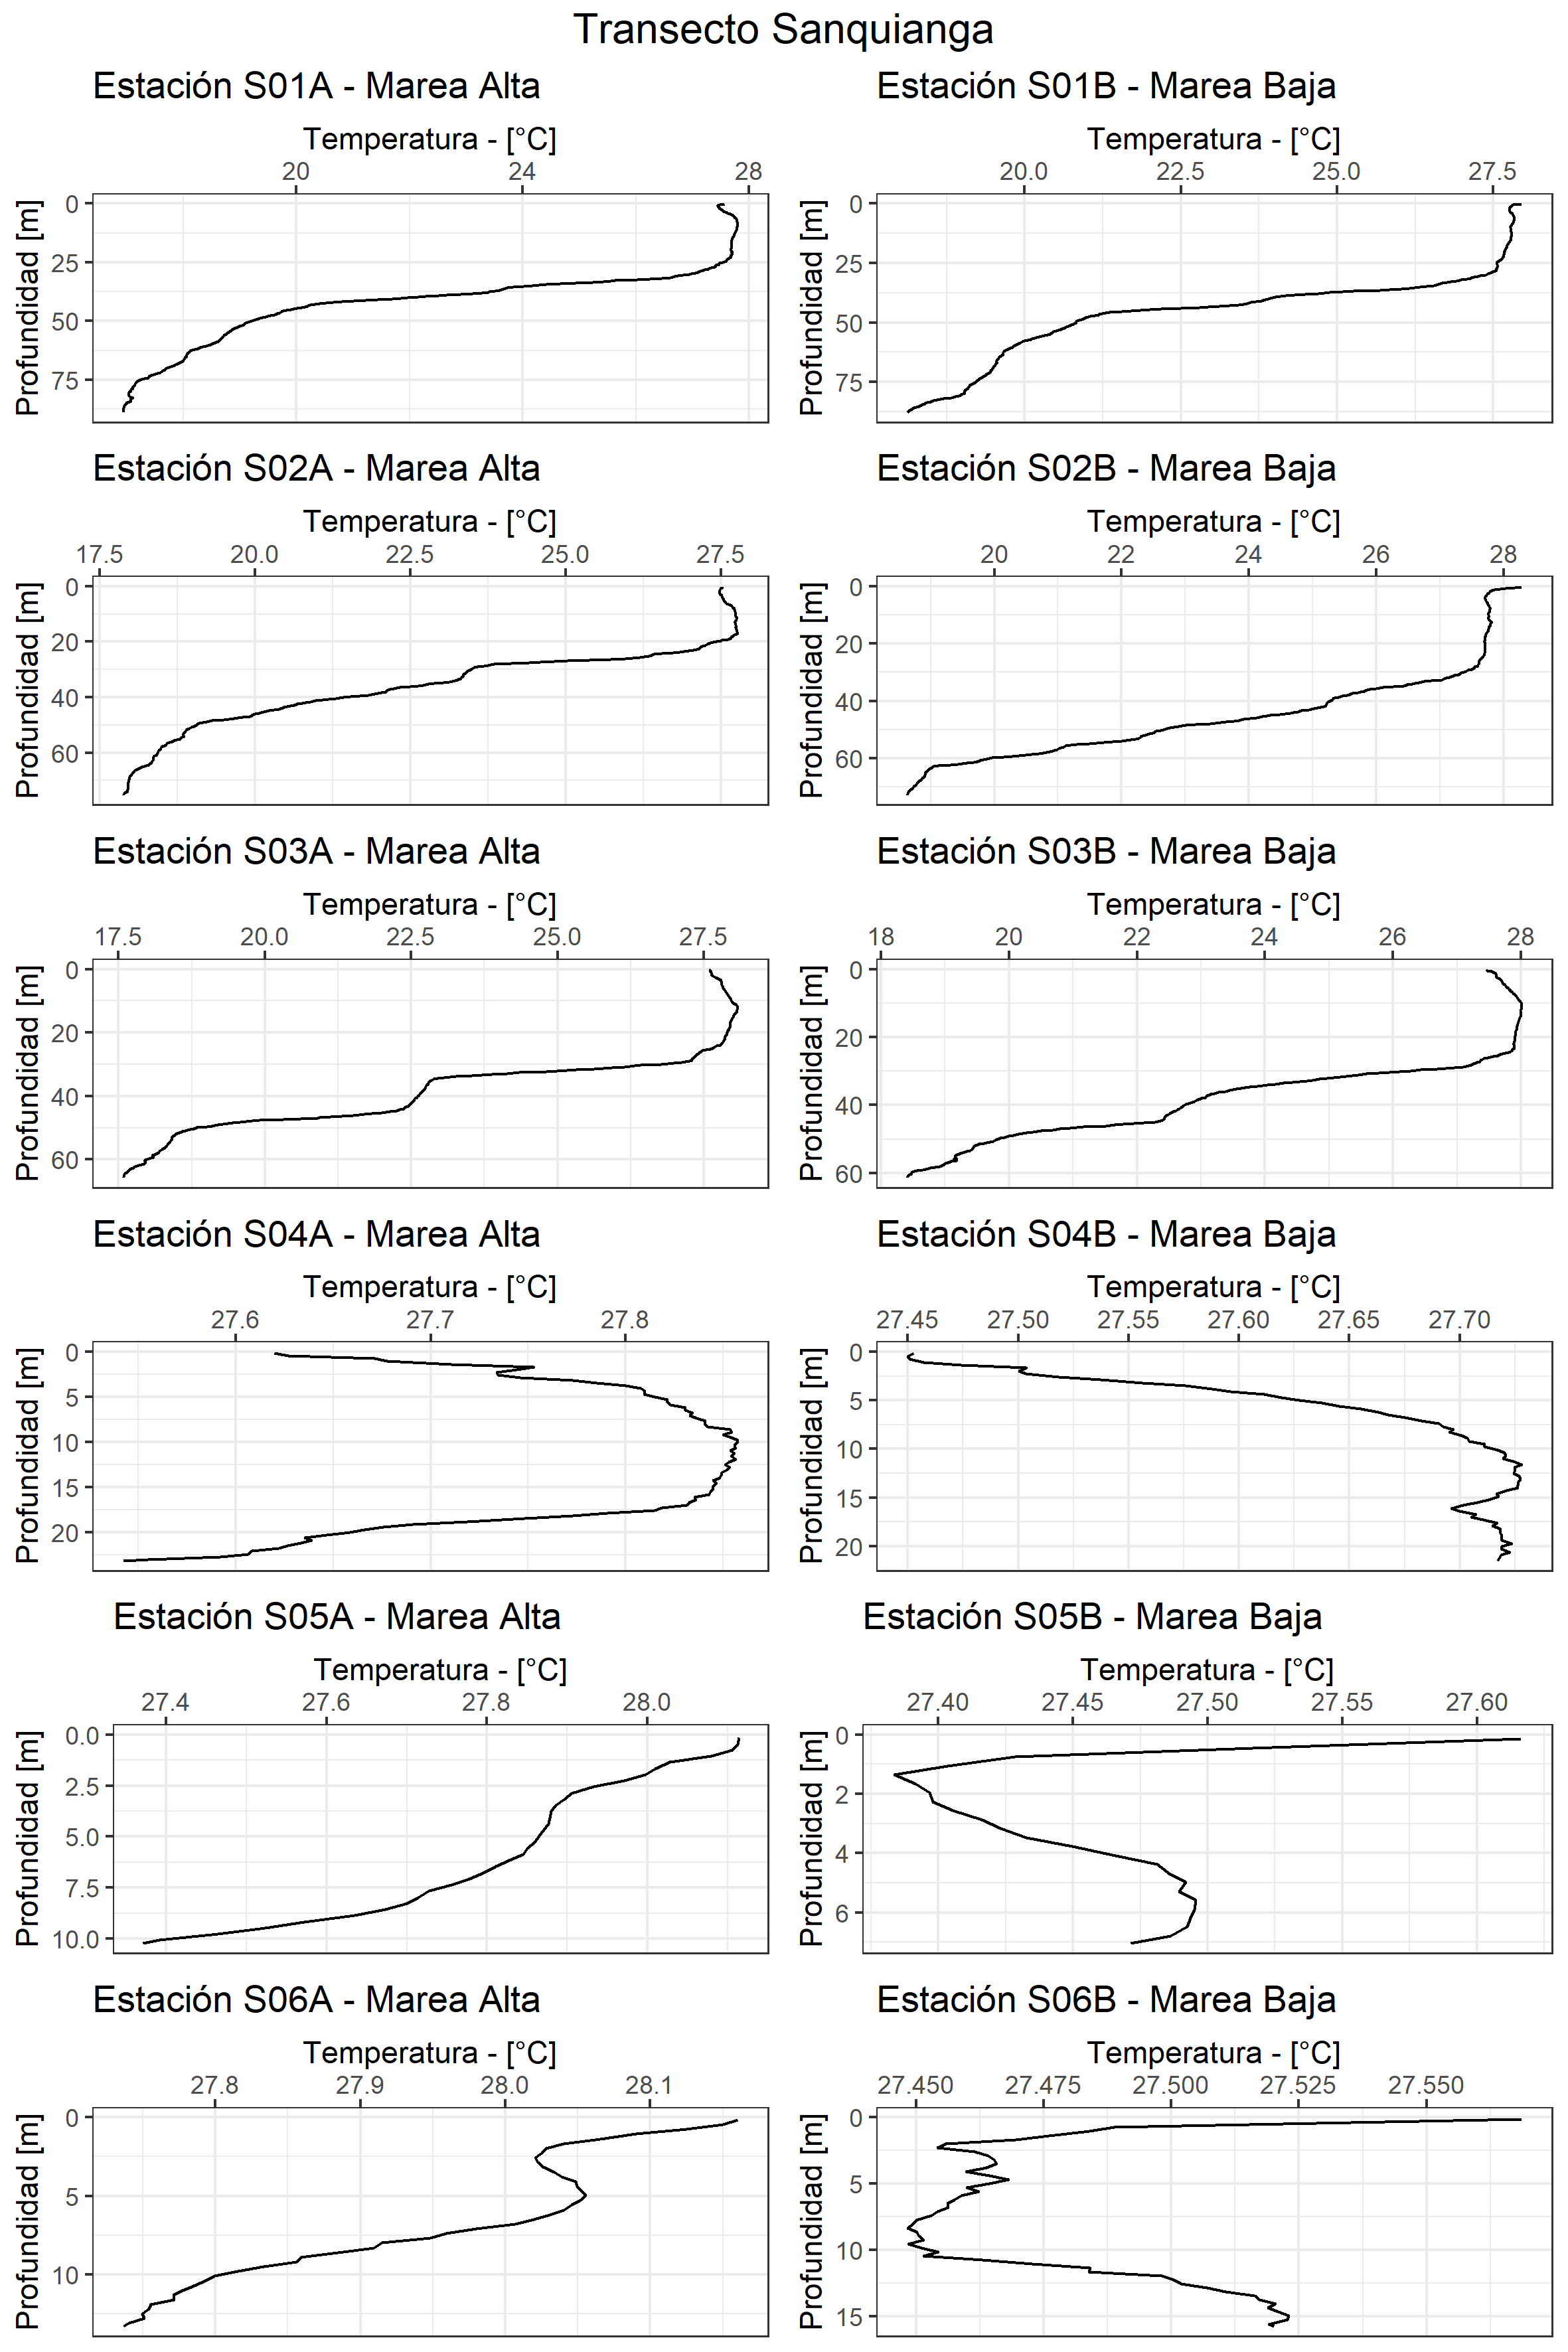 Transecto Sanquianga
Estación S01A - Marea Alta
Temperatura - [°C]
20 24 28
Profundidad [m]
0
25
50
75
Estación S01B - Marea Baja
Temperatura - [°C]
20.0 22.5 25.0 27.5
Profundidad [m]
0
25
50
75
Estación S02A - Marea Alta
Temperatura - [°C]
17.5 20.0 22.5 25.0 27.5
Profundidad [m]
0
20
40
60
Estación S02B - Marea Baja
Temperatura - [°C]
20 22 24 26 28
Profundidad [m]
0
20
40
60
Estación S03A - Marea Alta
Temperatura - [°C]
17.5 20.0 22.5 25.0 27.5
Profundidad [m]
0
20
40
60
Estación S03B - Marea Baja
Temperatura - [°C]
18 20 22 24 26 28
Profundidad [m]
0
20
40
60
Estación S04A - Marea Alta
Temperatura - [°C]
27.6 27.7 27.8
Profundidad [m]
0
5
10
15
20
Estación S04B - Marea Baja
Temperatura - [°C]
27.45 27.50 27.55 27.60 27.65 27.70
Profundidad [m]
0
5
10
15
20
Estación S05A - Marea Alta
Temperatura - [°C]
27.4 27.6 27.8 28.0
Profundidad [m]
0.0
2.5
5.0
7.5
10.0
Estación S05B - Marea Baja
Temperatura - [°C]
27.40 27.45 27.50 27.55 27.60
Profundidad [m]
0
2
4
6
Estación S06A - Marea Alta
Temperatura - [°C]
27.8 27.9 28.0 28.1
Profundidad [m]
0
5
10
Estación S06B - Marea Baja
Temperatura - [°C]
27.450 27.475 27.500 27.525 27.550
Profundidad [m]
0
5
10
15